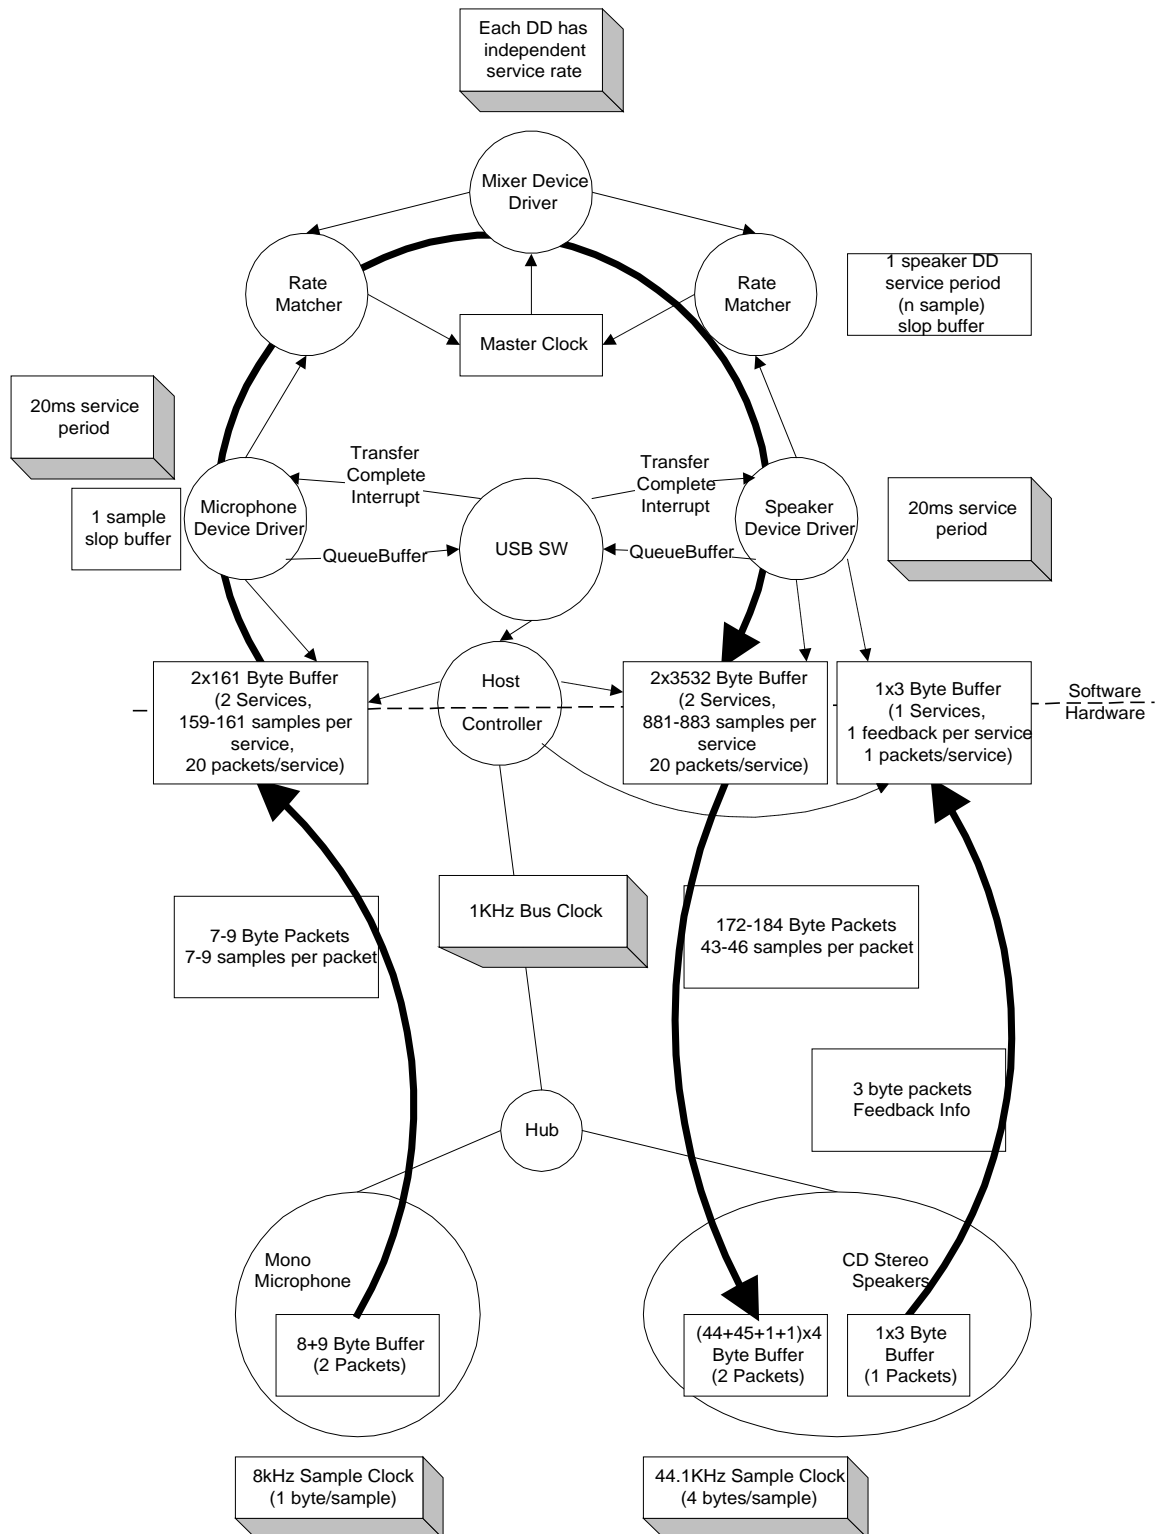 Each DD has
independent
service rate
Mixer Device
Driver
Rate
Matcher
Rate
Matcher
1 speaker DD
service period
(n sample)
slop buffer
Master Clock
20ms service
period
Transfer
Complete
Interrupt
Transfer
Complete
Interrupt
1 sample
slop buffer
Microphone
Device Driver
USB SW
Speaker
Device Driver
20ms service
period
QueueBuffer
QueueBuffer
2x161 Byte Buffer
(2 Services,
159-161 samples per
service,
20 packets/service)
Host
Controller
2x3532 Byte Buffer
(2 Services,
881-883 samples per
service
20 packets/service)
1x3 Byte Buffer
(1 Services,
1 feedback per service
1 packets/service)
Software
Hardware
7-9 Byte Packets
7-9 samples per packet
1KHz Bus Clock
172-184 Byte Packets
43-46 samples per packet
3 byte packets
Feedback Info
Hub
Mono
Microphone
CD Stereo
Speakers
8+9 Byte Buffer
(2 Packets)
(44+45+1+1)x4
Byte Buffer
(2 Packets)
1x3 Byte
Buffer
(1 Packets)
8kHz Sample Clock
(1 byte/sample)
44.1KHz Sample Clock
(4 bytes/sample)